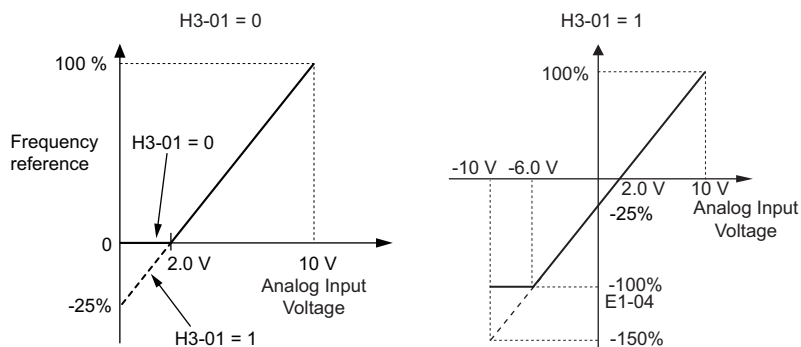 H3-01 = 0
100 %
Frequency
reference
H3-01 = 0
0
2.0 V
10 V
Analog Input
Voltage
-25%
H3-01 = 1
H3-01 = 1
100%
-10 V
-6.0 V
2.0 V
10 V
Analog Input
Voltage
-25%
-100%
E1-04
-150%